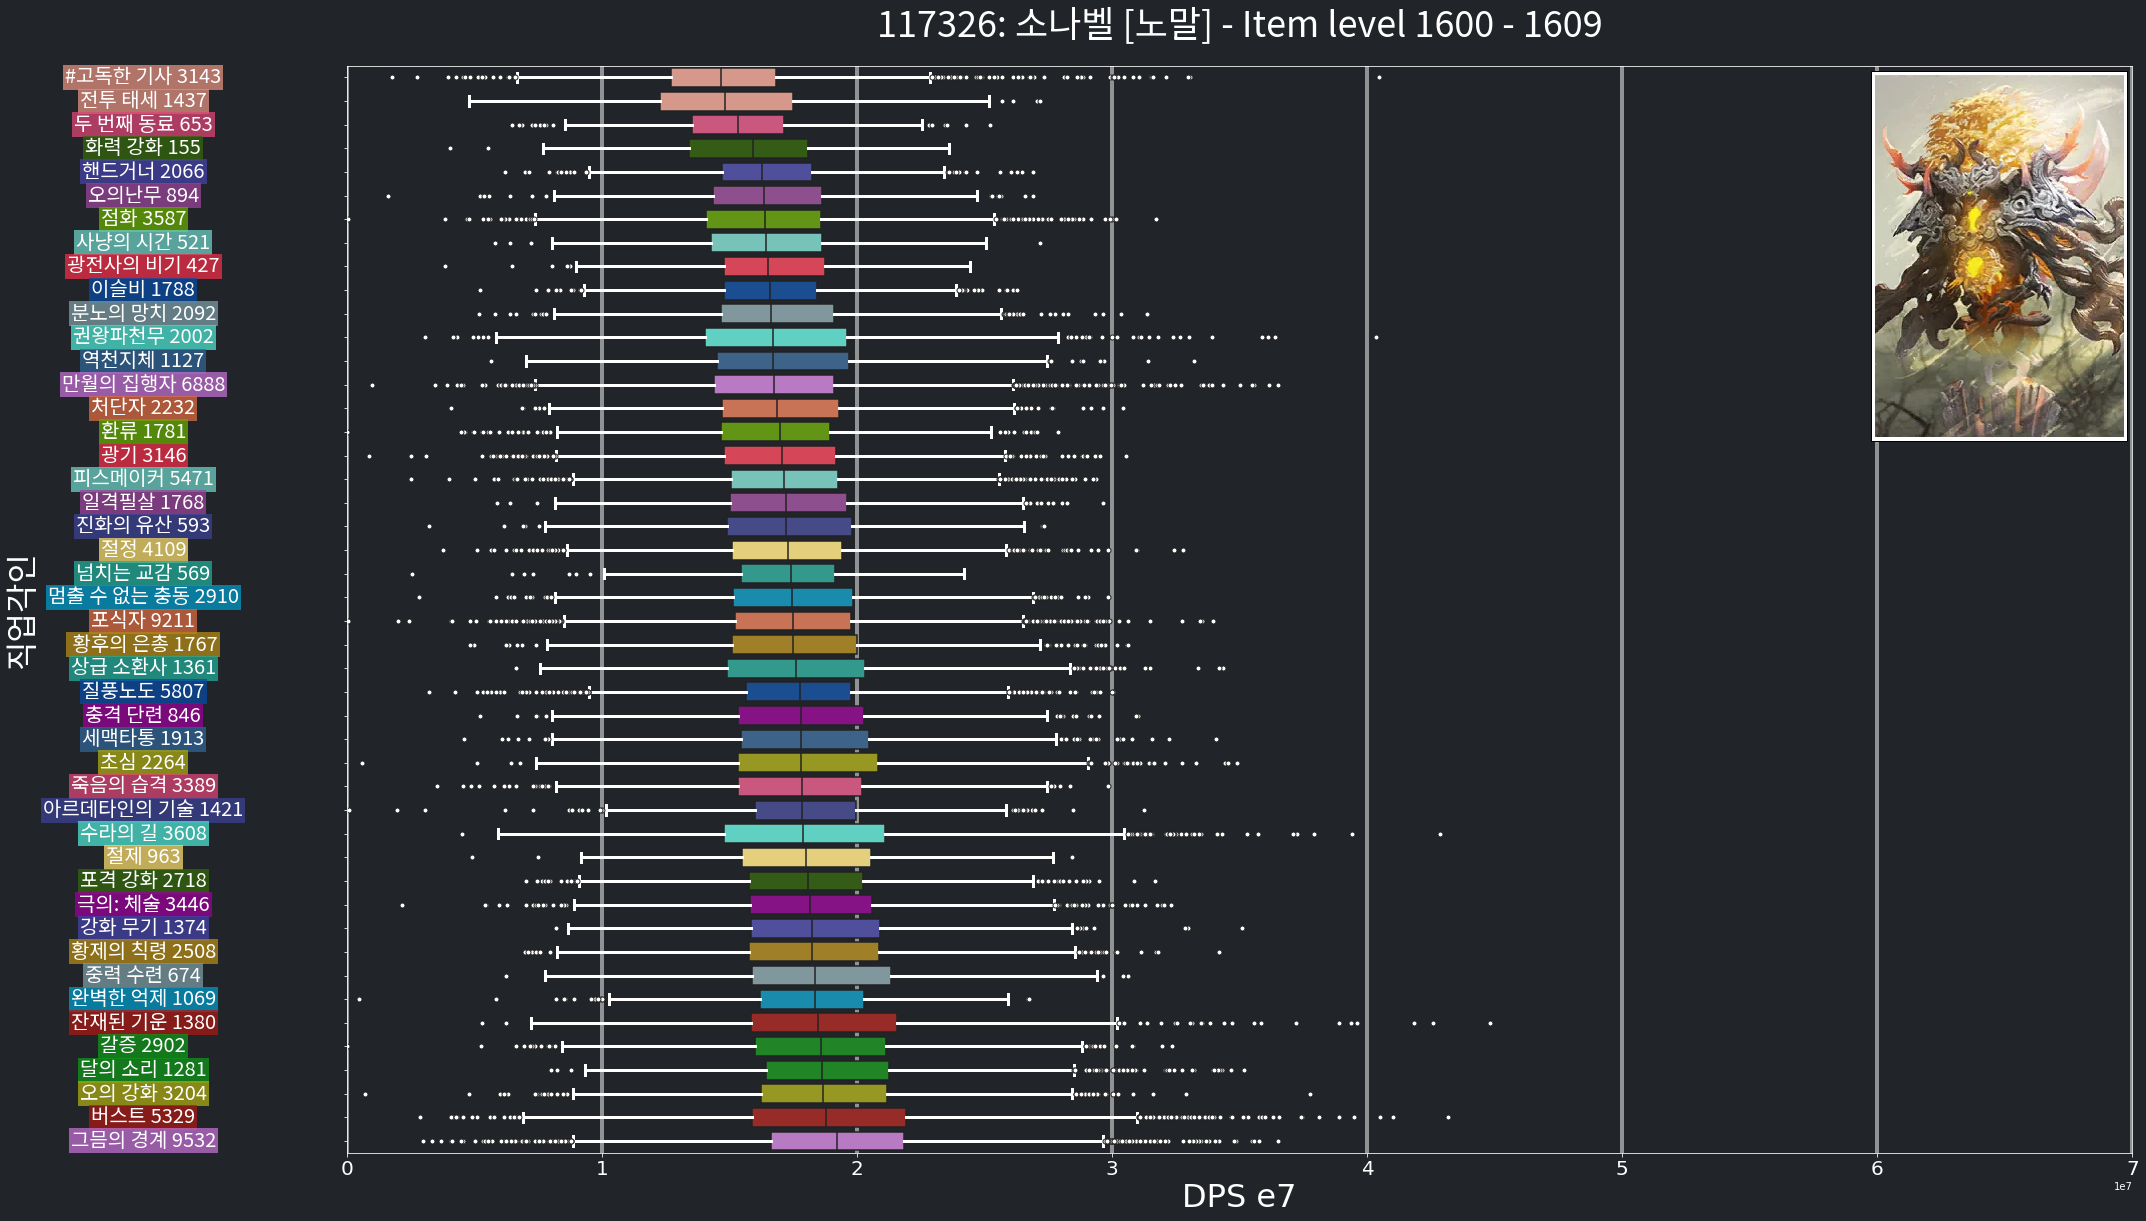 117326: 소나벨 [노말] - Item level 1600 - 1609
#고독한 기사 3143
전투 태세 1437
두 번째 동료 653
화력 강화 155
핸드거너 2066
오의난무 894
점화 3587
사냥의 시간 521
광전사의 비기 427
이슬비 1788
분노의 망치 2092
권왕파천무 2002
역천지체 1127
만월의 집행자 6888
처단자 2232
환류 1781
광기 3146
피스메이커 5471
일격필살 1768
진화의 유산 593
절정 4109
넘치는 교감 569
멈출 수 없는 충동 2910
포식자 9211
황후의 은총 1767
상급 소환사 1361
질풍노도 5807
충격 단련 846
세맥타통 1913
초심 2264
죽음의 습격 3389
아르데타인의 기술 1421
수라의 길 3608
절제 963
포격 강화 2718
극의: 체술 3446
강화 무기 1374
황제의 칙령 2508
중력 수련 674
완벽한 억제 1069
잔재된 기운 1380
갈증 2902
달의 소리 1281
오의 강화 3204
버스트 5329
그믐의 경계 9532
직업각인
0 1 2 3 4 5 6 7
1e7
DPS e7